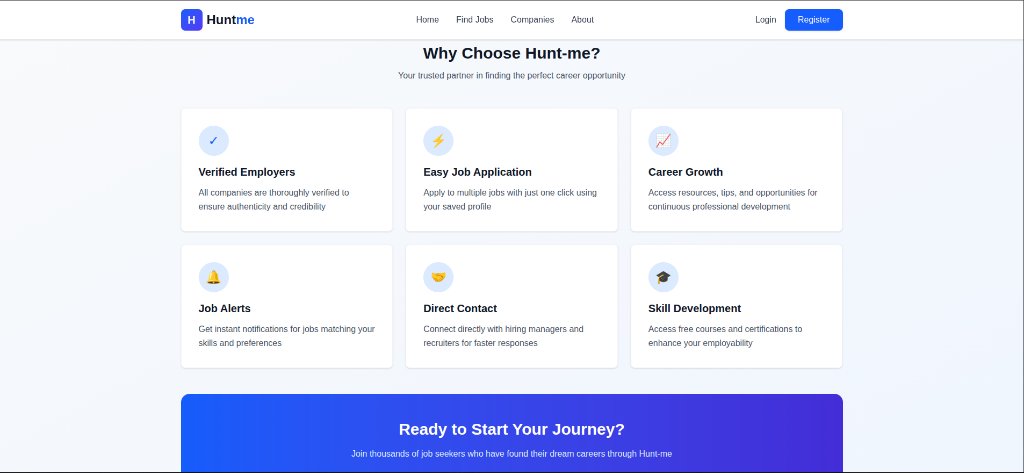 H Huntme Home Find Jobs Companies About Login Register
Why Choose Hunt-me?
Your trusted partner in finding the perfect career opportunity
Verified Employers
All companies are thoroughly verified to
ensure authenticity and credibility
Easy Job Application
Apply to multiple jobs with just one click using
your saved profile
Career Growth
Access resources, tips, and opportunities for
continuous professional development
Job Alerts
Get instant notifications for jobs matching your
skills and preferences
Direct Contact
Connect directly with hiring managers and
recruiters for faster responses
Skill Development
Access free courses and certifications to
enhance your employability
Ready to Start Your Journey?
Join thousands of job seekers who have found their dream careers through Hunt-me